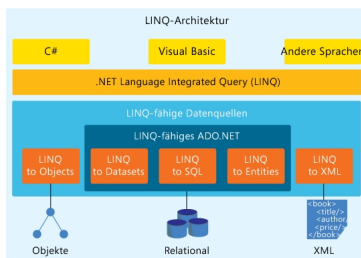 LINQ-Architektur
C#
Visual Basic
Andere Sprachen
.NET Language Integrated Query (LINQ)
LINQ-fähige Datenquellen
LINQ-fähiges ADO.NET
LINQ
to Objects
LINQ
to Datasets
LINQ
to SQL
LINQ
to Entities
LINQ
to XML
<book>
<title/>
<author/
<price/>
</book>
Objekte
Relational
XML